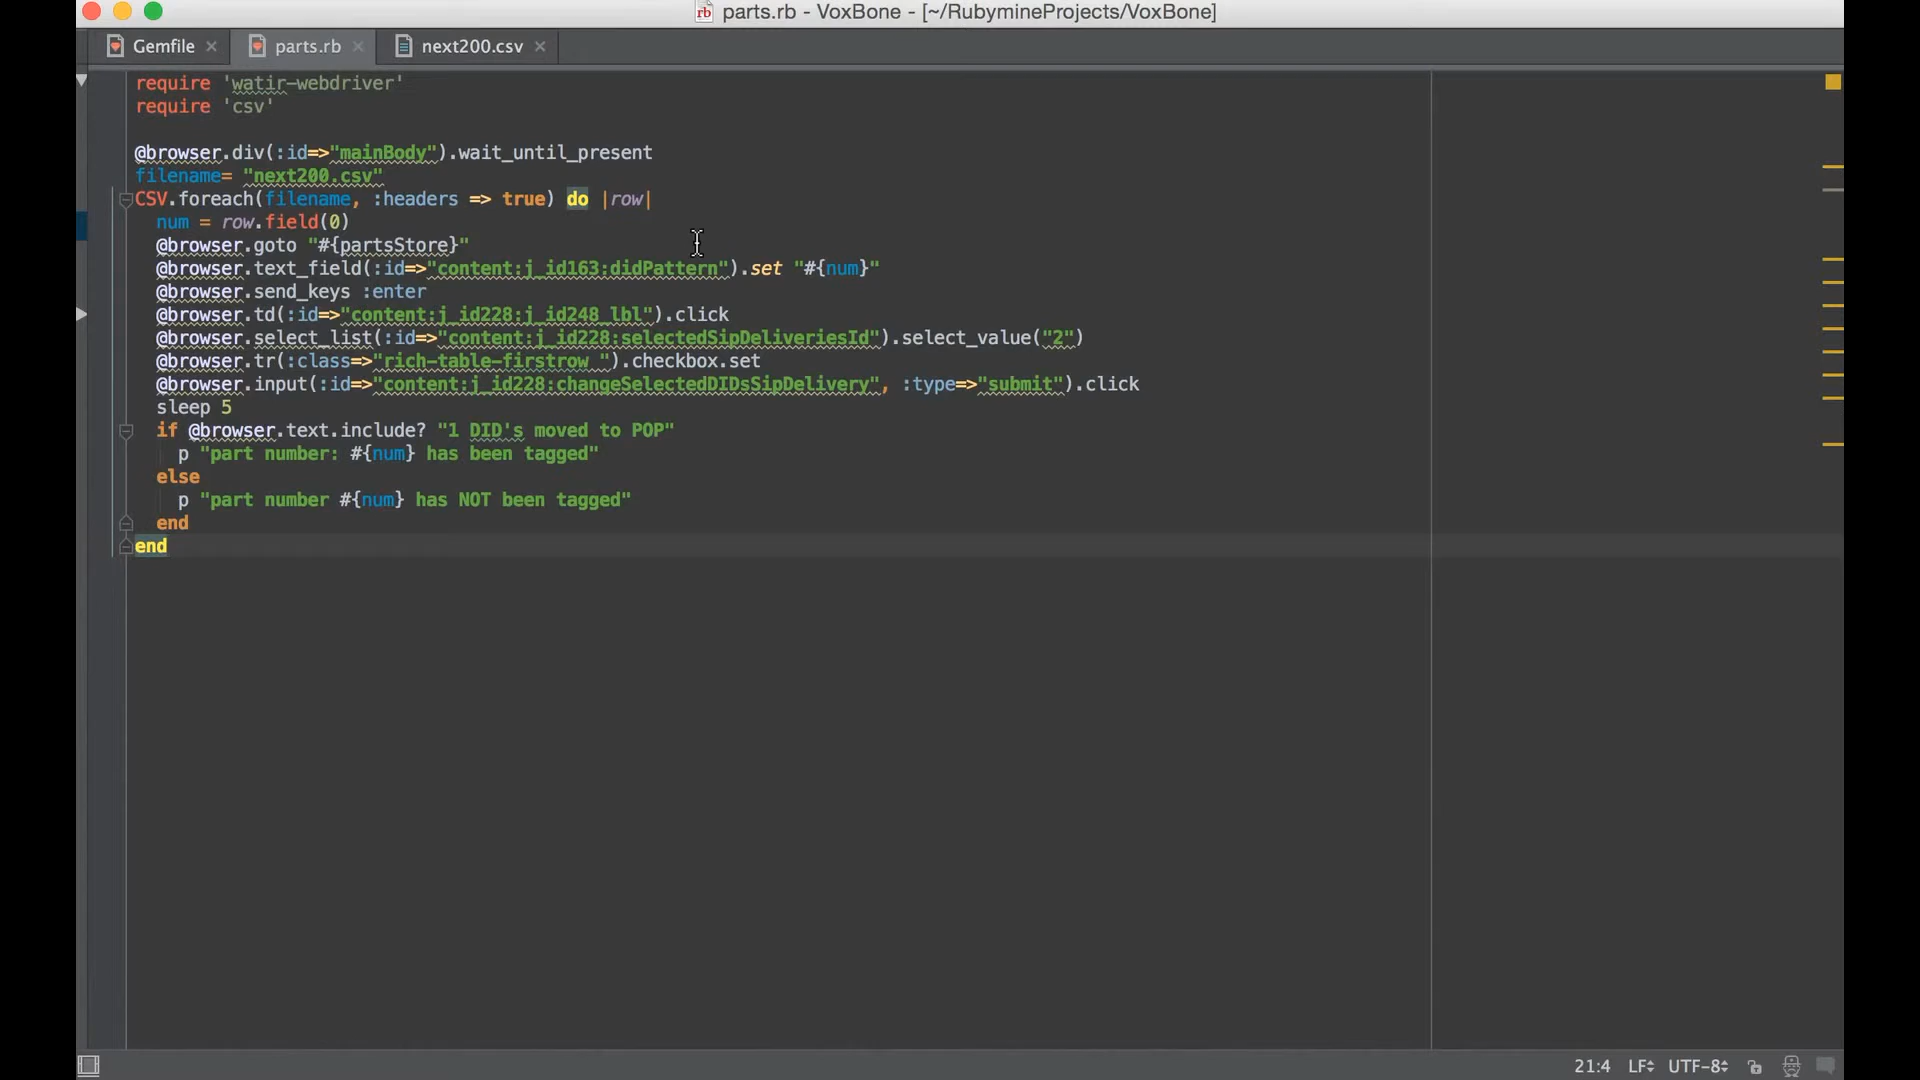 parts.rb - VoxBone - [~/RubymineProjects/VoxBone]
Gemfile
parts.rb
next200.csv
require 'watir-webdriver'
require 'csv'
@browser.div(:id=>"mainBody").wait_until_present
filename= "next200.csv"
CSV.foreach(filename, :headers => true) do |row|
  num = row.field(0)
  @browser.goto "#{partsStore}"
  @browser.text_field(:id=>"content:j_id163:didPattern").set "#{num}"
  @browser.send_keys :enter
  @browser.td(:id=>"content:j_id228:j_id248_lbl").click
  @browser.select_list(:id=>"content:j_id228:selectedSipDeliveriesId").select_value("2")
  @browser.tr(:class=>"rich-table-firstrow ").checkbox.set
  @browser.input(:id=>"content:j_id228:changeSelectedDIDsSipDelivery", :type=>"submit").click
  sleep 5
  if @browser.text.include? "1 DID's moved to POP"
    p "part number: #{num} has been tagged"
  else
    p "part number #{num} has NOT been tagged"
  end
end
21:4 LF UTF-8